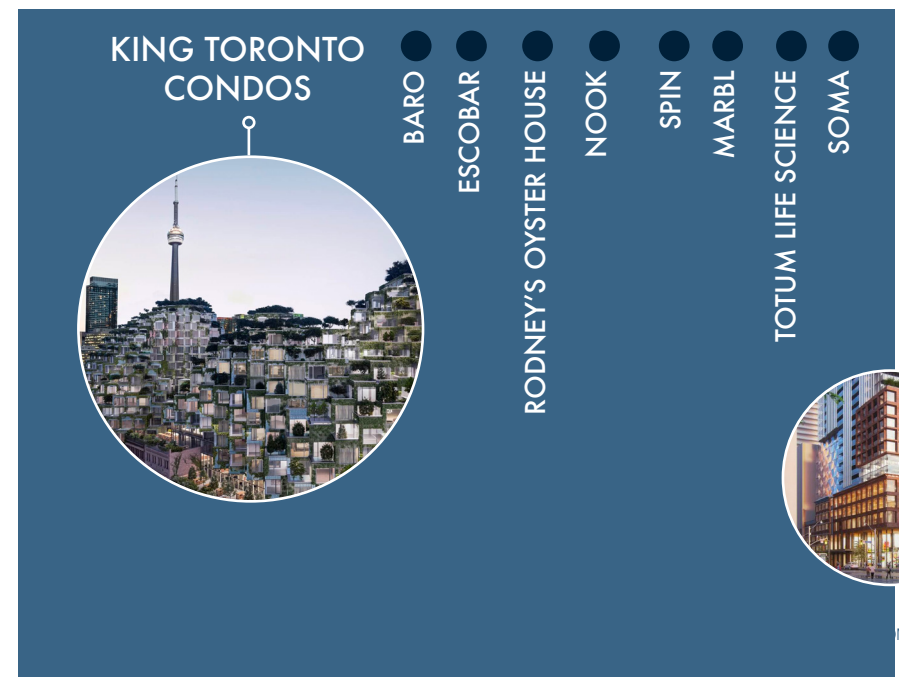 KING TORONTO
CONDOS
BARO
ESCOBAR
RODNEY'S OYSTER HOUSE
NOOK
SPIN
MARBL
TOTUM LIFE SCIENCE
SOMA